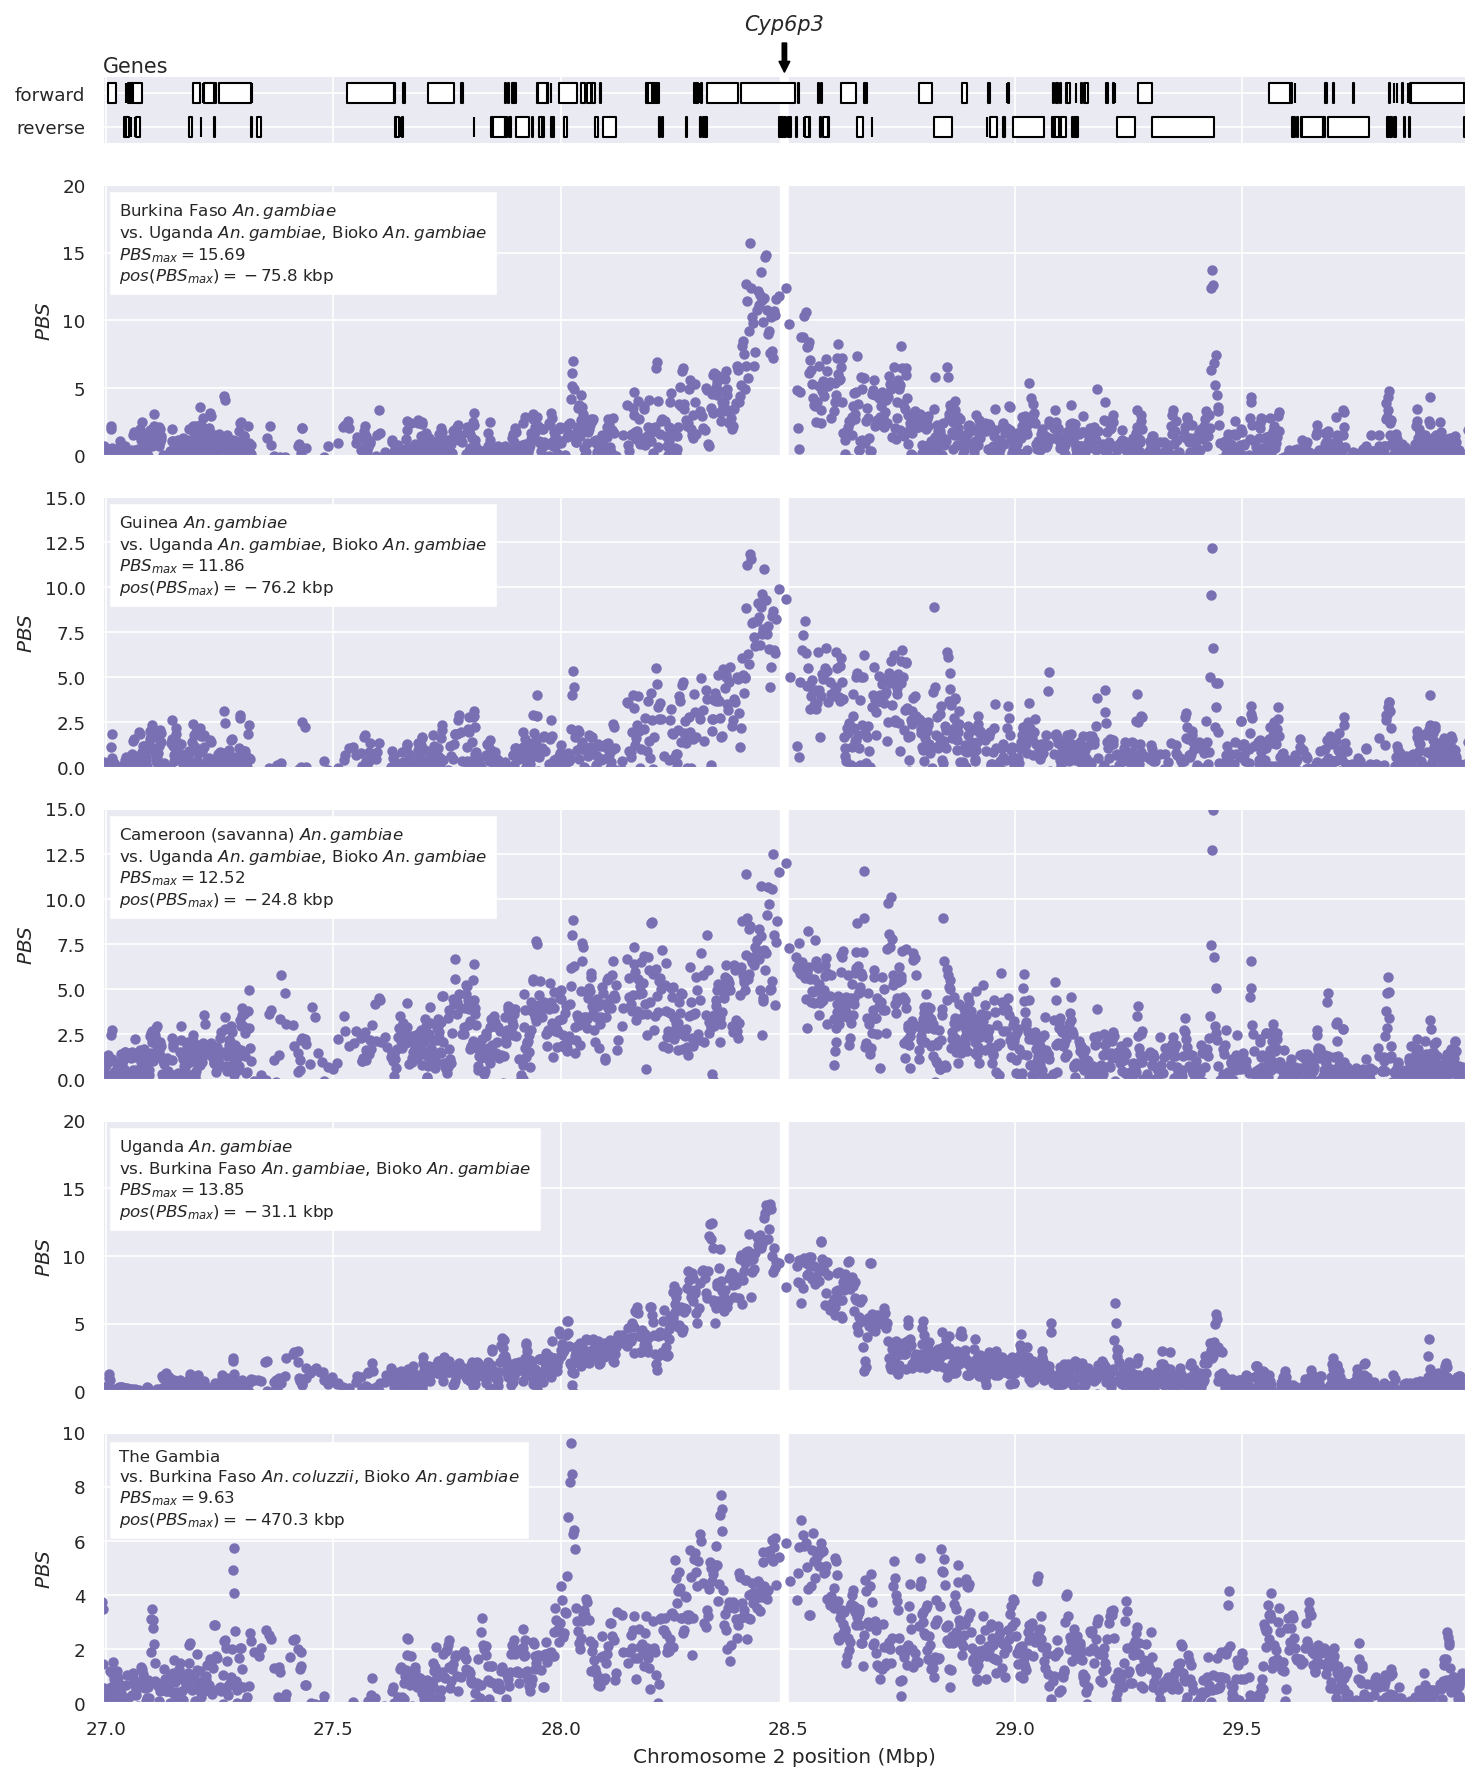 Cyp6p3
Genes
forward
reverse
20
15
10
5
0
PBS
Burkina Faso An. gambiae
vs. Uganda An. gambiae, Bioko An. gambiae
PBSmax = 15.69
pos(PBSmax) = − 75.8 kbp
15.0
12.5
10.0
7.5
5.0
2.5
0.0
PBS
Guinea An. gambiae
vs. Uganda An. gambiae, Bioko An. gambiae
PBSmax = 11.86
pos(PBSmax) = − 76.2 kbp
15.0
12.5
10.0
7.5
5.0
2.5
0.0
PBS
Cameroon (savanna) An. gambiae
vs. Uganda An. gambiae, Bioko An. gambiae
PBSmax = 12.52
pos(PBSmax) = − 24.8 kbp
20
15
10
5
0
PBS
Uganda An. gambiae
vs. Burkina Faso An. gambiae, Bioko An. gambiae
PBSmax = 13.85
pos(PBSmax) = − 31.1 kbp
10
8
6
4
2
0
PBS
The Gambia
vs. Burkina Faso An. coluzzii, Bioko An. gambiae
PBSmax = 9.63
pos(PBSmax) = − 470.3 kbp
27.0 27.5 28.0 28.5 29.0 29.5
Chromosome 2 position (Mbp)